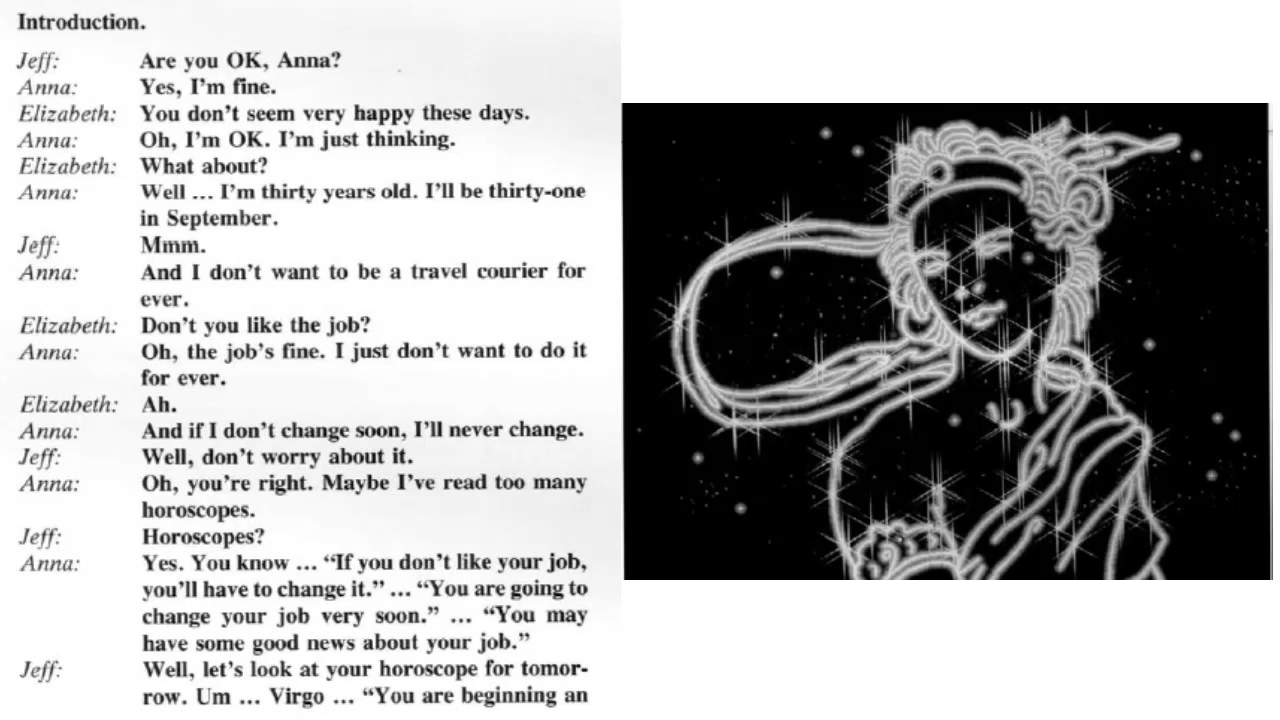 Introduction.
Jeff: Are you OK, Anna?
Anna: Yes, I'm fine.
Elizabeth: You don't seem very happy these days.
Anna: Oh, I'm OK. I'm just thinking.
Elizabeth: What about?
Anna: Well ... I'm thirty years old. I'll be thirty-one
in September.
Jeff: Mmm.
Anna: And I don't want to be a travel courier for
ever.
Elizabeth: Don't you like the job?
Anna: Oh, the job's fine. I just don't want to do it
for ever.
Elizabeth: Ah.
Anna: And if I don't change soon, I'll never change.
Jeff: Well, don't worry about it.
Anna: Oh, you're right. Maybe I've read too many
horoscopes.
Jeff: Horoscopes?
Anna: Yes. You know ... “If you don't like your job,
you'll have to change it.” ... “You are going to
change your job very soon.” ... “You may
have some good news about your job.”
Jeff: Well, let's look at your horoscope for tomor-
row. Um ... Virgo ... “You are beginning an